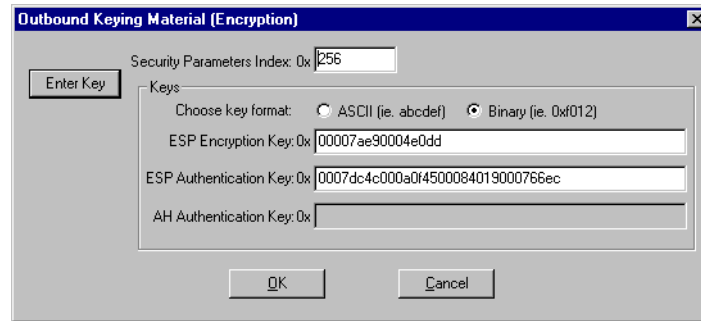 Outbound Keying Material (Encryption)
Security Parameters Index: 0x 256
Enter Key
Keys
Choose key format: ASCII (ie. abcdef) Binary (ie. 0xf012)
ESP Encryption Key: 0x 00007ae90004e0dd
ESP Authentication Key: 0x 0007dc4c000a0f4500084019000766ec
AH Authentication Key: 0x
OK Cancel